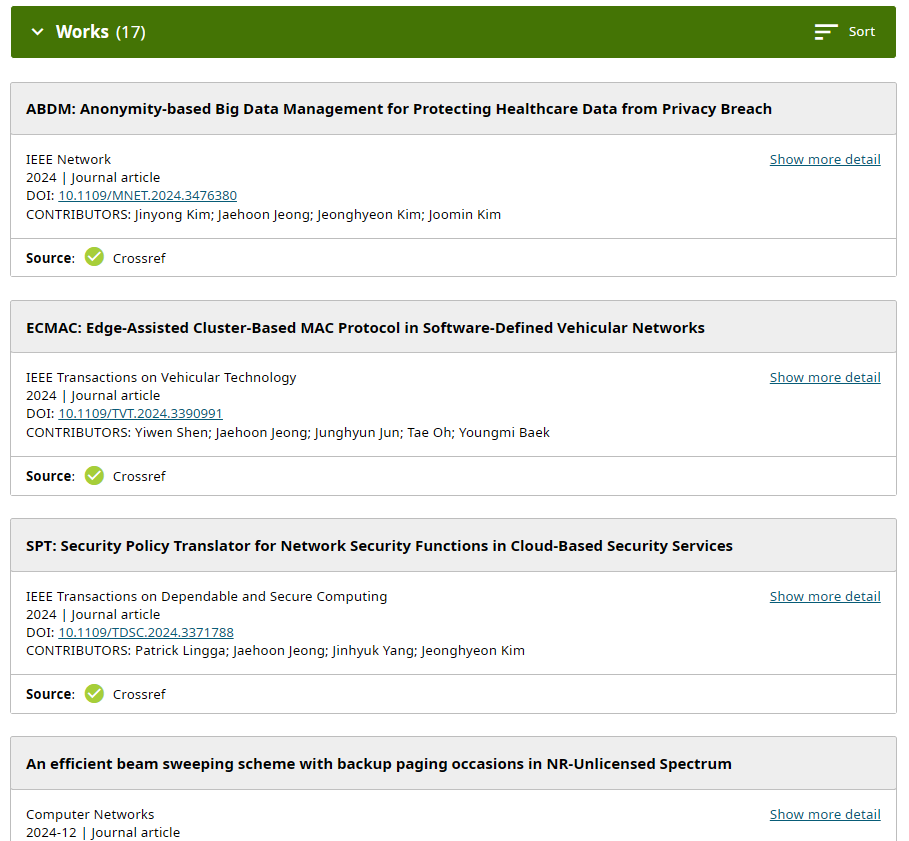 Works (17)
Sort
ABDM: Anonymity-based Big Data Management for Protecting Healthcare Data from Privacy Breach
IEEE Network
Show more detail
2024 | Journal article
DOI: 10.1109/MNET.2024.3476380
CONTRIBUTORS: Jinyong Kim; Jaehoon Jeong; Jeonghyeon Kim; Joomin Kim
Source: Crossref
ECMAC: Edge-Assisted Cluster-Based MAC Protocol in Software-Defined Vehicular Networks
IEEE Transactions on Vehicular Technology
Show more detail
2024 | Journal article
DOI: 10.1109/TVT.2024.3390991
CONTRIBUTORS: Yiwen Shen; Jaehoon Jeong; Junghyun Jun; Tae Oh; Youngmi Baek
Source: Crossref
SPT: Security Policy Translator for Network Security Functions in Cloud-Based Security Services
IEEE Transactions on Dependable and Secure Computing
Show more detail
2024 | Journal article
DOI: 10.1109/TDSC.2024.3371788
CONTRIBUTORS: Patrick Lingga; Jaehoon Jeong; Jinhyuk Yang; Jeonghyeon Kim
Source: Crossref
An efficient beam sweeping scheme with backup paging occasions in NR-Unlicensed Spectrum
Computer Networks
Show more detail
2024-12 | Journal article